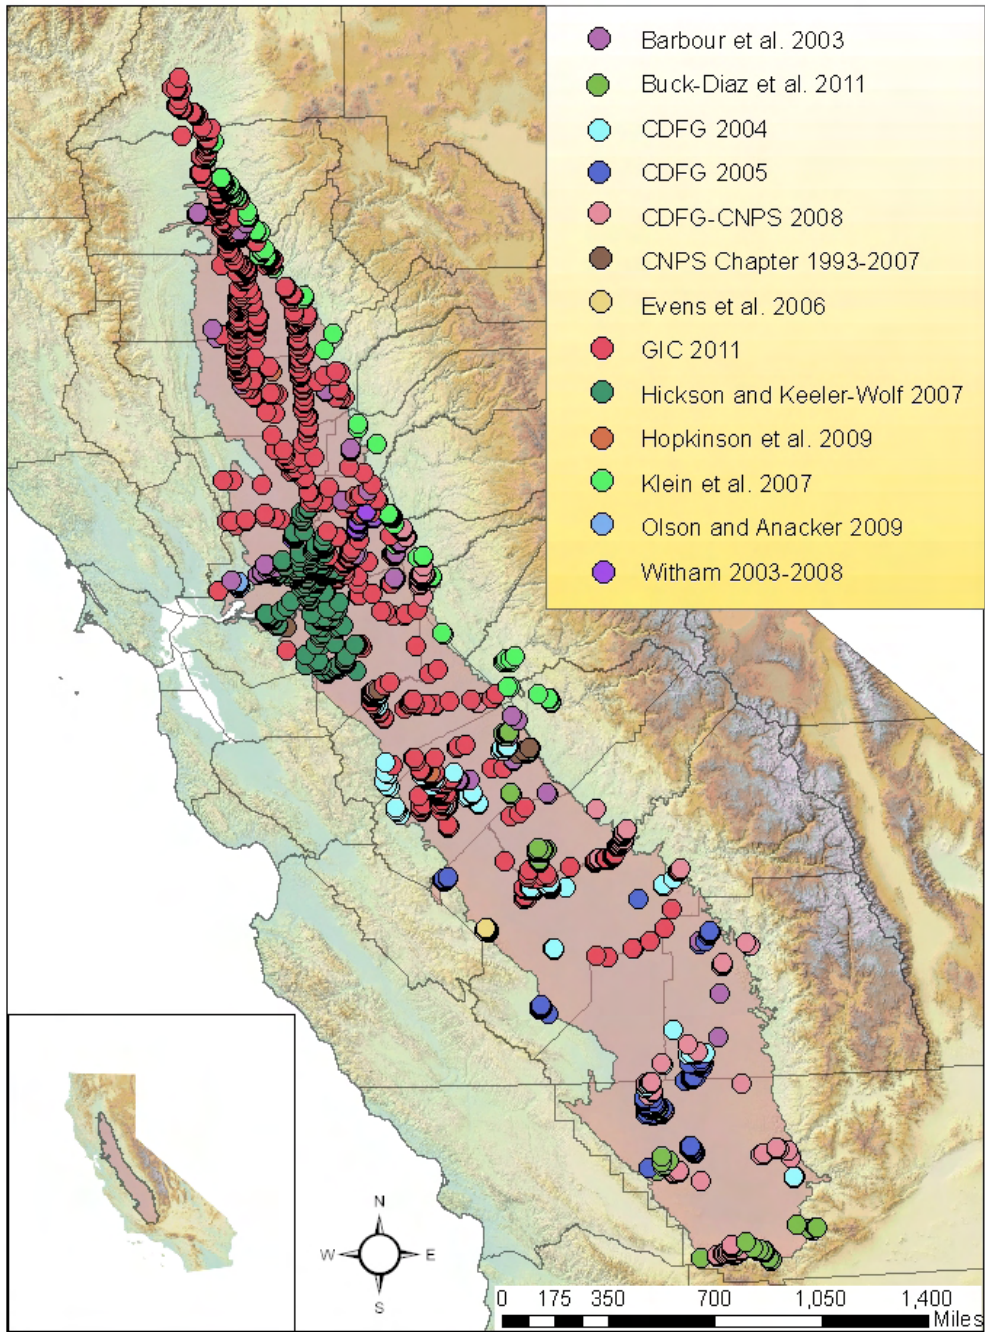 Barbour et al. 2003
Buck-Diaz et al. 2011
CDFG 2004
CDFG 2005
CDFG-CNPS 2008
CNPS Chapter 1993-2007
Evens et al. 2006
GIC 2011
Hickson and Keeler-Wolf 2007
Hopkinson et al. 2009
Klein et al. 2007
Olson and Anacker 2009
Witham 2003-2008
N
W E
S
0 175 350 700 1,050 1,400
Miles